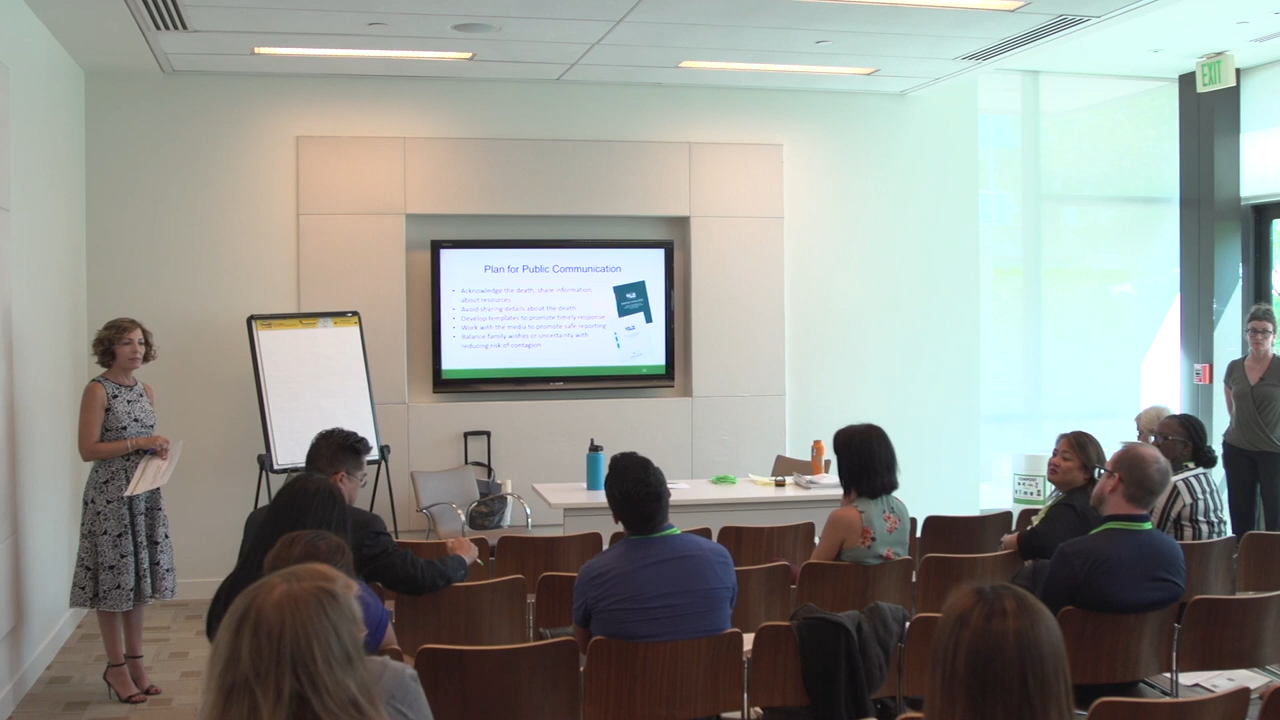 EXIT
Plan for Public Communication
• Acknowledge the death, share information
about resources
• Avoid sharing details about the death
• Develop templates to promote timely response
• Work with the media to promote safe reporting
• Balance family wishes or uncertainty with
reducing risk of contagion
COMPOST